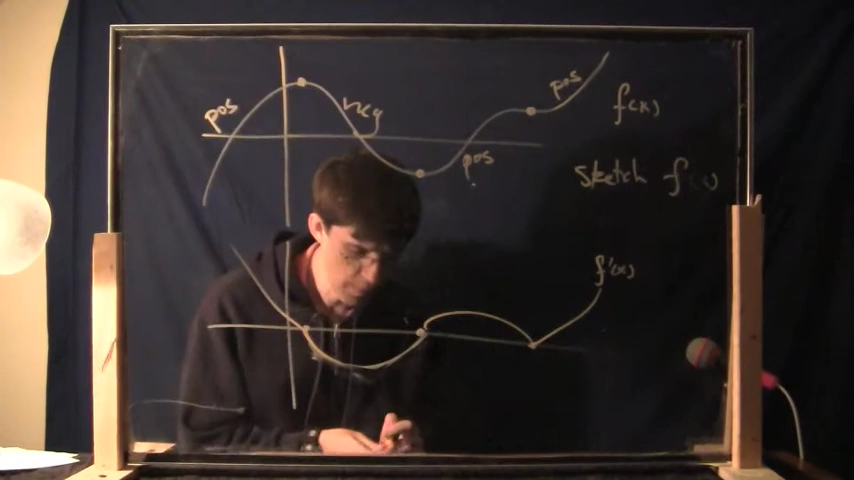 pos
neg
pos
pos
f(x)
sketch f'(x)
f'(x)